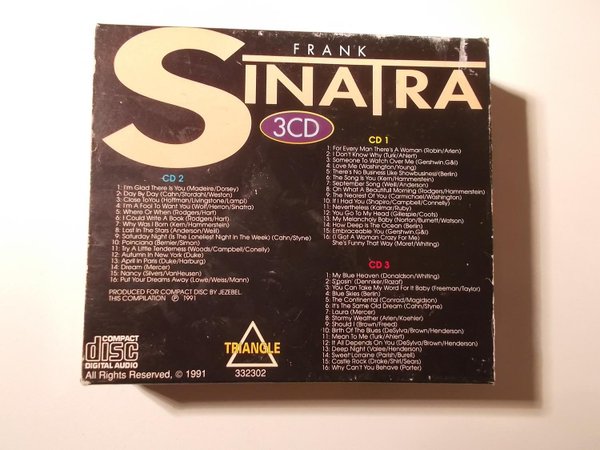 FRANK
SINATRA
3CD
CD 1
1: For Every Man There's A Woman (Robin/Arlen)
2: I Don't Know Why (Turk/Ahlert)
3: Someone To Watch Over Me (Gershwin,G&I)
4: Love Me (Washington/Young)
5: There's No Business Like Showbusiness(Berlin)
6: The Song Is You (Kern/Hammerstein)
7: September Song (Weill/Anderson)
8: Oh What A Beautiful Morning (Rodgers/Hammerstein)
9: The Nearest Of You (Carmichael/Washington)
10: If I Had You (Shapiro/Campbell/Connelly)
11: Nevertheless (Kalmar/Ruby)
12: You Go To My Head (Gillespie/Coots)
13: My Melancholy Baby (Norton/Burnett/Watson)
14: How Deep Is The Ocean (Berlin)
15: Embraceable You (Gershwin,G&I)
16: (I Got A Woman Crazy For Me)
She's Funny That Way (Moret/Whiting)
CD 2
1: I'm Glad There Is You (Madeire/Dorsey)
2: Day By Day (Cahn/Stordahl/Weston)
3: Close To You (Hoffman/Livingstone/Lampl)
4: I'm A Fool To Want You (Wolf/Herron/Sinatra)
5: Where Or When (Rodgers/Hart)
6: I Could Write A Book (Rodgers/Hart)
7: Why Was I Born (Kern/Hammerstein)
8: Lost In The Stars (Anderson/Weill)
9: Saturday Night (Is The Loneliest Night In The Week) (Cahn/Styne)
10: Poinciana (Bernier/Simon)
11: Try A Little Tenderness (Woods/Campbell/Conelly)
12: Autumn In New York (Duke)
13: April In Paris (Duke/Harburg)
14: Dream (Mercer)
15: Nancy (Silvers/VanHeusen)
16: Put Your Dreams Away (Lowe/Weiss/Mann)
PRODUCED FOR COMPACT DISC BY JEZEBEL.
THIS COMPILATION Ⓟ 1991
CD 3
1: My Blue Heaven (Donaldson/Whiting)
2: S'posin' (Denniker/Razaf)
3: You Can Take My Word For It Baby (Freeman/Taylor)
4: Blue Skies (Berlin)
5: The Continental (Conrad/Magidson)
6: It's The Same Old Dream (Cahn/Styne)
7: Laura (Mercer)
8: Stormy Weather (Arlen/Koehler)
9: Should I (Brown/Freed)
10: Birth Of The Blues (DeSylva/Brown/Henderson)
11: Mean To Me (Turk/Ahlert)
12: It All Depends On You (DeSylva/Brown/Henderson)
13: Deep Night (Valee/Henderson)
14: Sweet Lorraine (Parish/Burell)
15: Castle Rock (Drake/Shirl/Sears)
16: Why Can't You Behave (Porter)
COMPACT
disc
DIGITAL AUDIO
TRIANGLE
332302
All Rights Reserved, © 1991